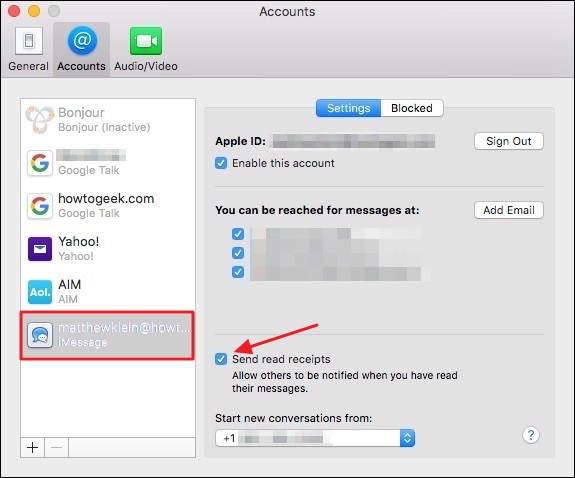 Accounts
General
Accounts
Audio/Video
Bonjour
Bonjour (Inactive)
Google Talk
howtogeek.com
Google Talk
Yahoo!
Yahoo!
Aol.
AIM
AIM
matthewklein@howt...
iMessage
Settings
Blocked
Apple ID:
Sign Out
Enable this account
You can be reached for messages at:
Add Email
Send read receipts
Allow others to be notified when you have read
their messages.
Start new conversations from:
+1
?